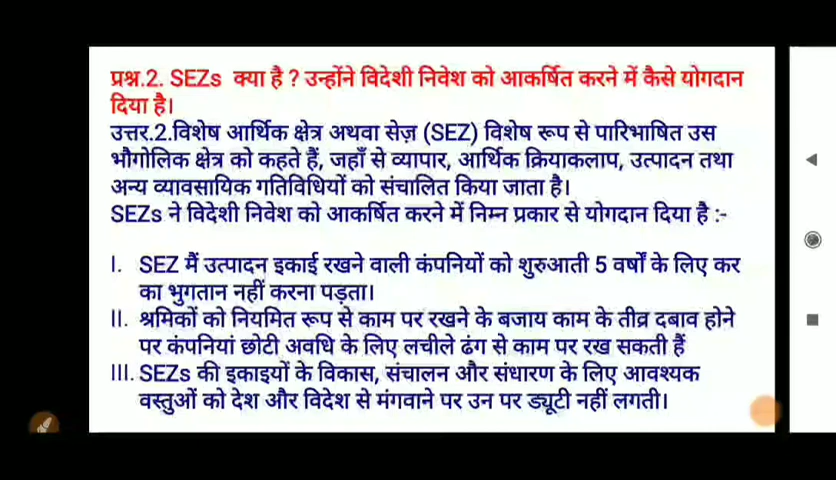 प्रश्न.2. SEZs क्या है ? उन्होंने विदेशी निवेश को आकर्षित करने में कैसे योगदान
दिया है।
उत्तर.2.विशेष आर्थिक क्षेत्र अथवा सेज़ (SEZ) विशेष रूप से पारिभाषित उस
भौगोलिक क्षेत्र को कहते हैं, जहाँ से व्यापार, आर्थिक क्रियाकलाप, उत्पादन तथा
अन्य व्यावसायिक गतिविधियों को संचालित किया जाता है।
SEZs ने विदेशी निवेश को आकर्षित करने में निम्न प्रकार से योगदान दिया है :-
I. SEZ मैं उत्पादन इकाई रखने वाली कंपनियों को शुरुआती 5 वर्षों के लिए कर
का भुगतान नहीं करना पड़ता।
II. श्रमिकों को नियमित रूप से काम पर रखने के बजाय काम के तीव्र दबाव होने
पर कंपनियां छोटी अवधि के लिए लचीले ढंग से काम पर रख सकती हैं
III. SEZs की इकाइयों के विकास, संचालन और संधारण के लिए आवश्यक
वस्तुओं को देश और विदेश से मंगवाने पर उन पर ड्यूटी नहीं लगती।